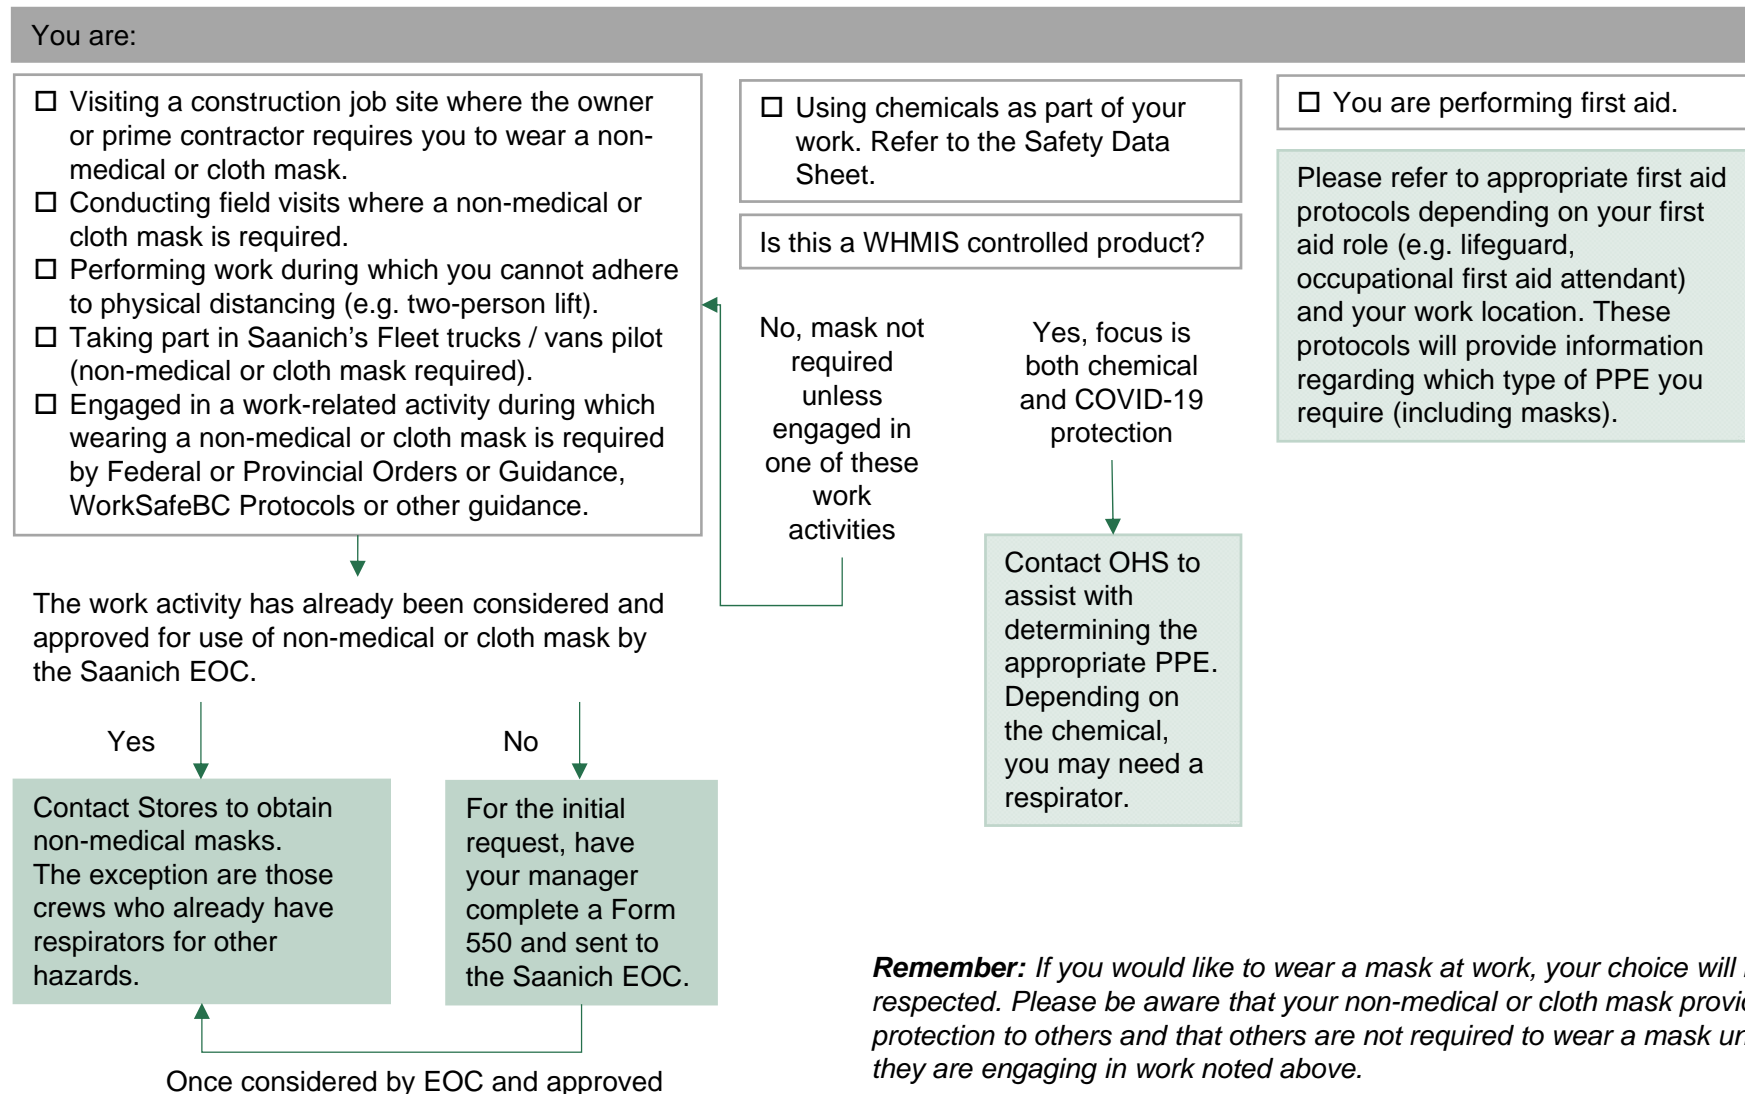 You are:
☐ Visiting a construction job site where the owner
or prime contractor requires you to wear a non-
medical or cloth mask.
☐ Conducting field visits where a non-medical or
cloth mask is required.
☐ Performing work during which you cannot adhere
to physical distancing (e.g. two-person lift).
☐ Taking part in Saanich's Fleet trucks / vans pilot
(non-medical or cloth mask required).
☐ Engaged in a work-related activity during which
wearing a non-medical or cloth mask is required
by Federal or Provincial Orders or Guidance,
WorkSafeBC Protocols or other guidance.
The work activity has already been considered and
approved for use of non-medical or cloth mask by
the Saanich EOC.
Yes
No
Contact Stores to obtain
non-medical masks.
The exception are those
crews who already have
respirators for other
hazards.
For the initial
request, have
your manager
complete a Form
550 and sent to
the Saanich EOC.
Once considered by EOC and approved
☐ Using chemicals as part of your
work. Refer to the Safety Data
Sheet.
Is this a WHMIS controlled product?
No, mask not
required
unless
engaged in
one of these
work
activities
Yes, focus is
both chemical
and COVID-19
protection
Contact OHS to
assist with
determining the
appropriate PPE.
Depending on
the chemical,
you may need a
respirator.
☐ You are performing first aid.
Please refer to appropriate first aid
protocols depending on your first
aid role (e.g. lifeguard,
occupational first aid attendant)
and your work location. These
protocols will provide information
regarding which type of PPE you
require (including masks).
Remember: If you would like to wear a mask at work, your choice will
respected. Please be aware that your non-medical or cloth mask
protection to others and that others are not required to wear a mask
they are engaging in work noted above.